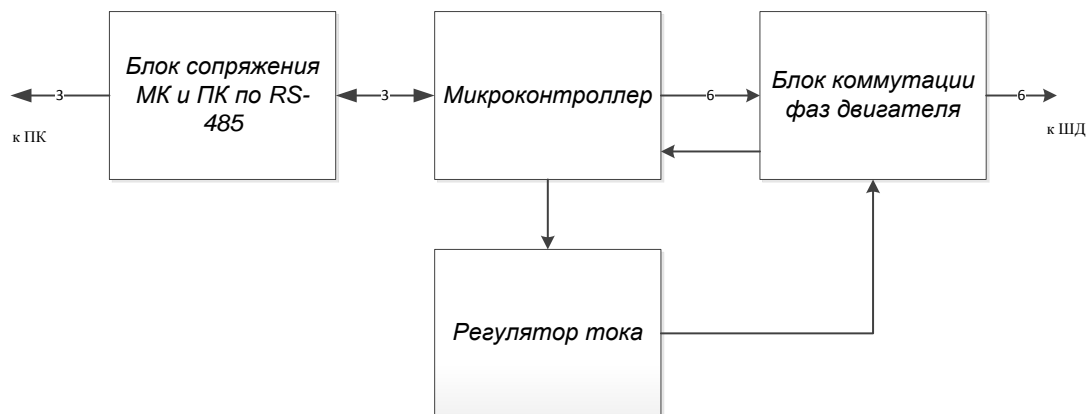 Блок сопряжения
МК и ПК по RS-
485
Микроконтроллер
Блок коммутации
фаз двигателя
3
3
6
6
к ПК
к ШД
Регулятор тока